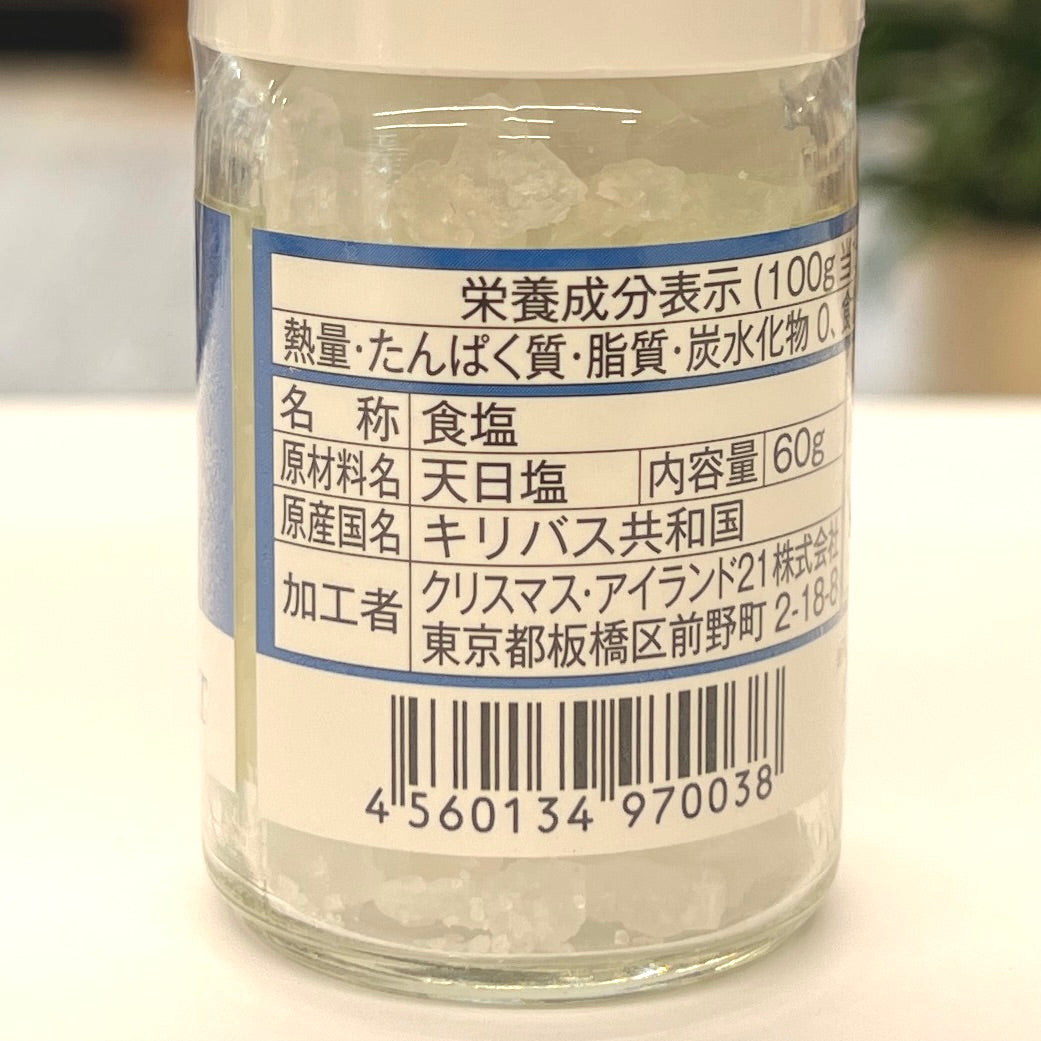 栄養成分表示 (100g当
熱量・たんぱく質・脂質・炭水化物 0、食
名 称 食塩
原材料名 天日塩 内容量 60g
原産国名 キリバス共和国
加工者 クリスマス・アイランド21株式会社
東京都板橋区前野町 2-18-8
4 560134 970038